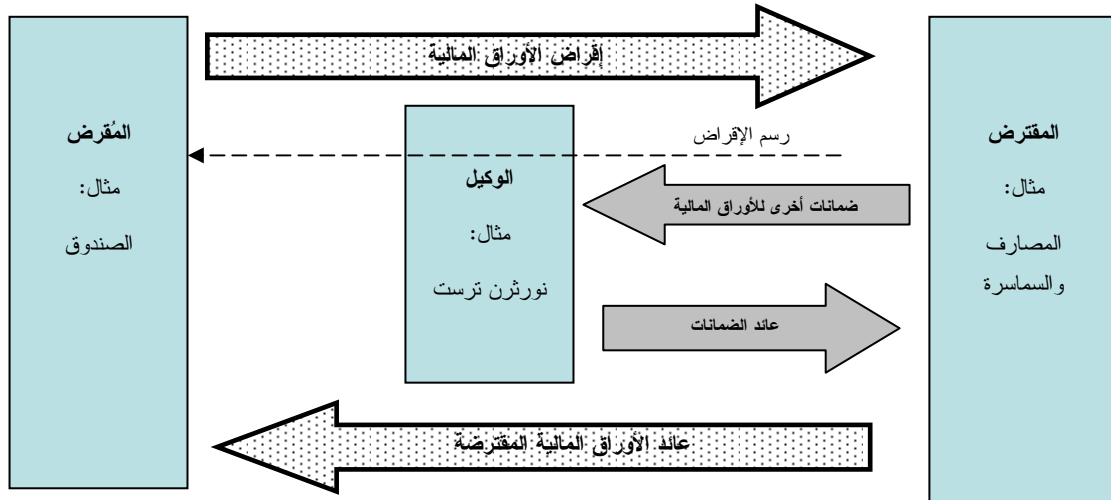 إقراض الأوراق المالية
المقترض
مثال:
المصارف
والسماسرة
رسم الإقراض
المُقرض
مثال:
الصندوق
الوكيل
مثال:
نورثرن ترست
ضمانات أخرى للأوراق المالية
عائد الضمانات
عائد الأوراق المالية المقترضة